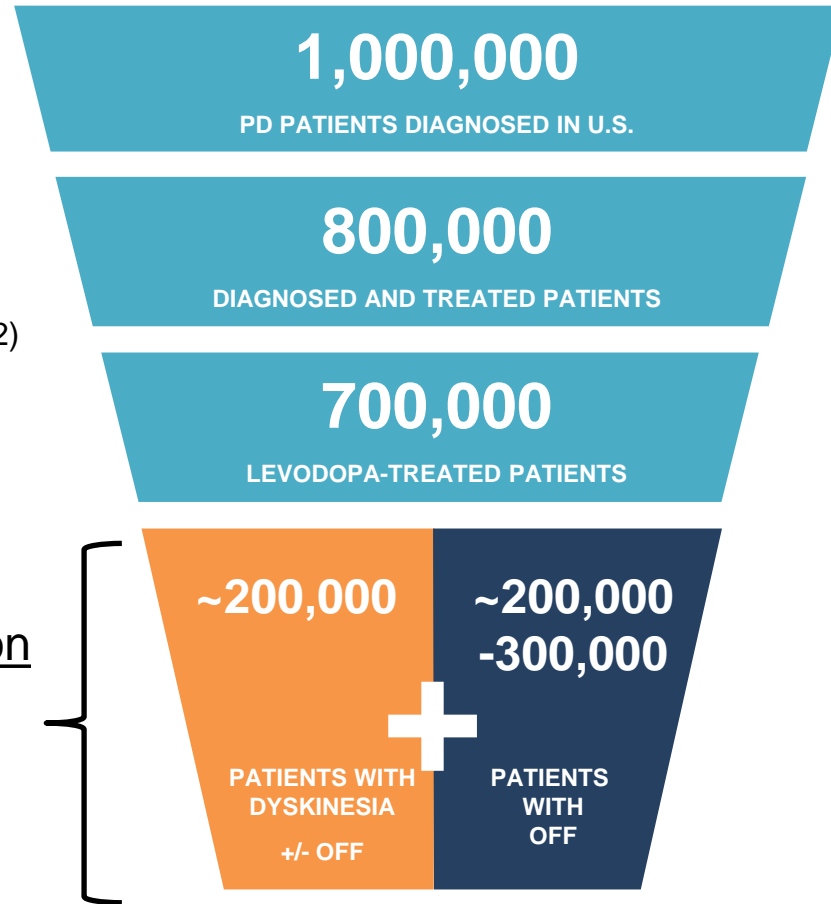 1,000,000
PD PATIENTS DIAGNOSED IN U.S.
800,000
DIAGNOSED AND TREATED PATIENTS
2)
700,000
LEVODOPA-TREATED PATIENTS
on
~200,000
PATIENTS WITH
DYSKINESIA
+/- OFF
~200,000
-300,000
PATIENTS
WITH
OFF